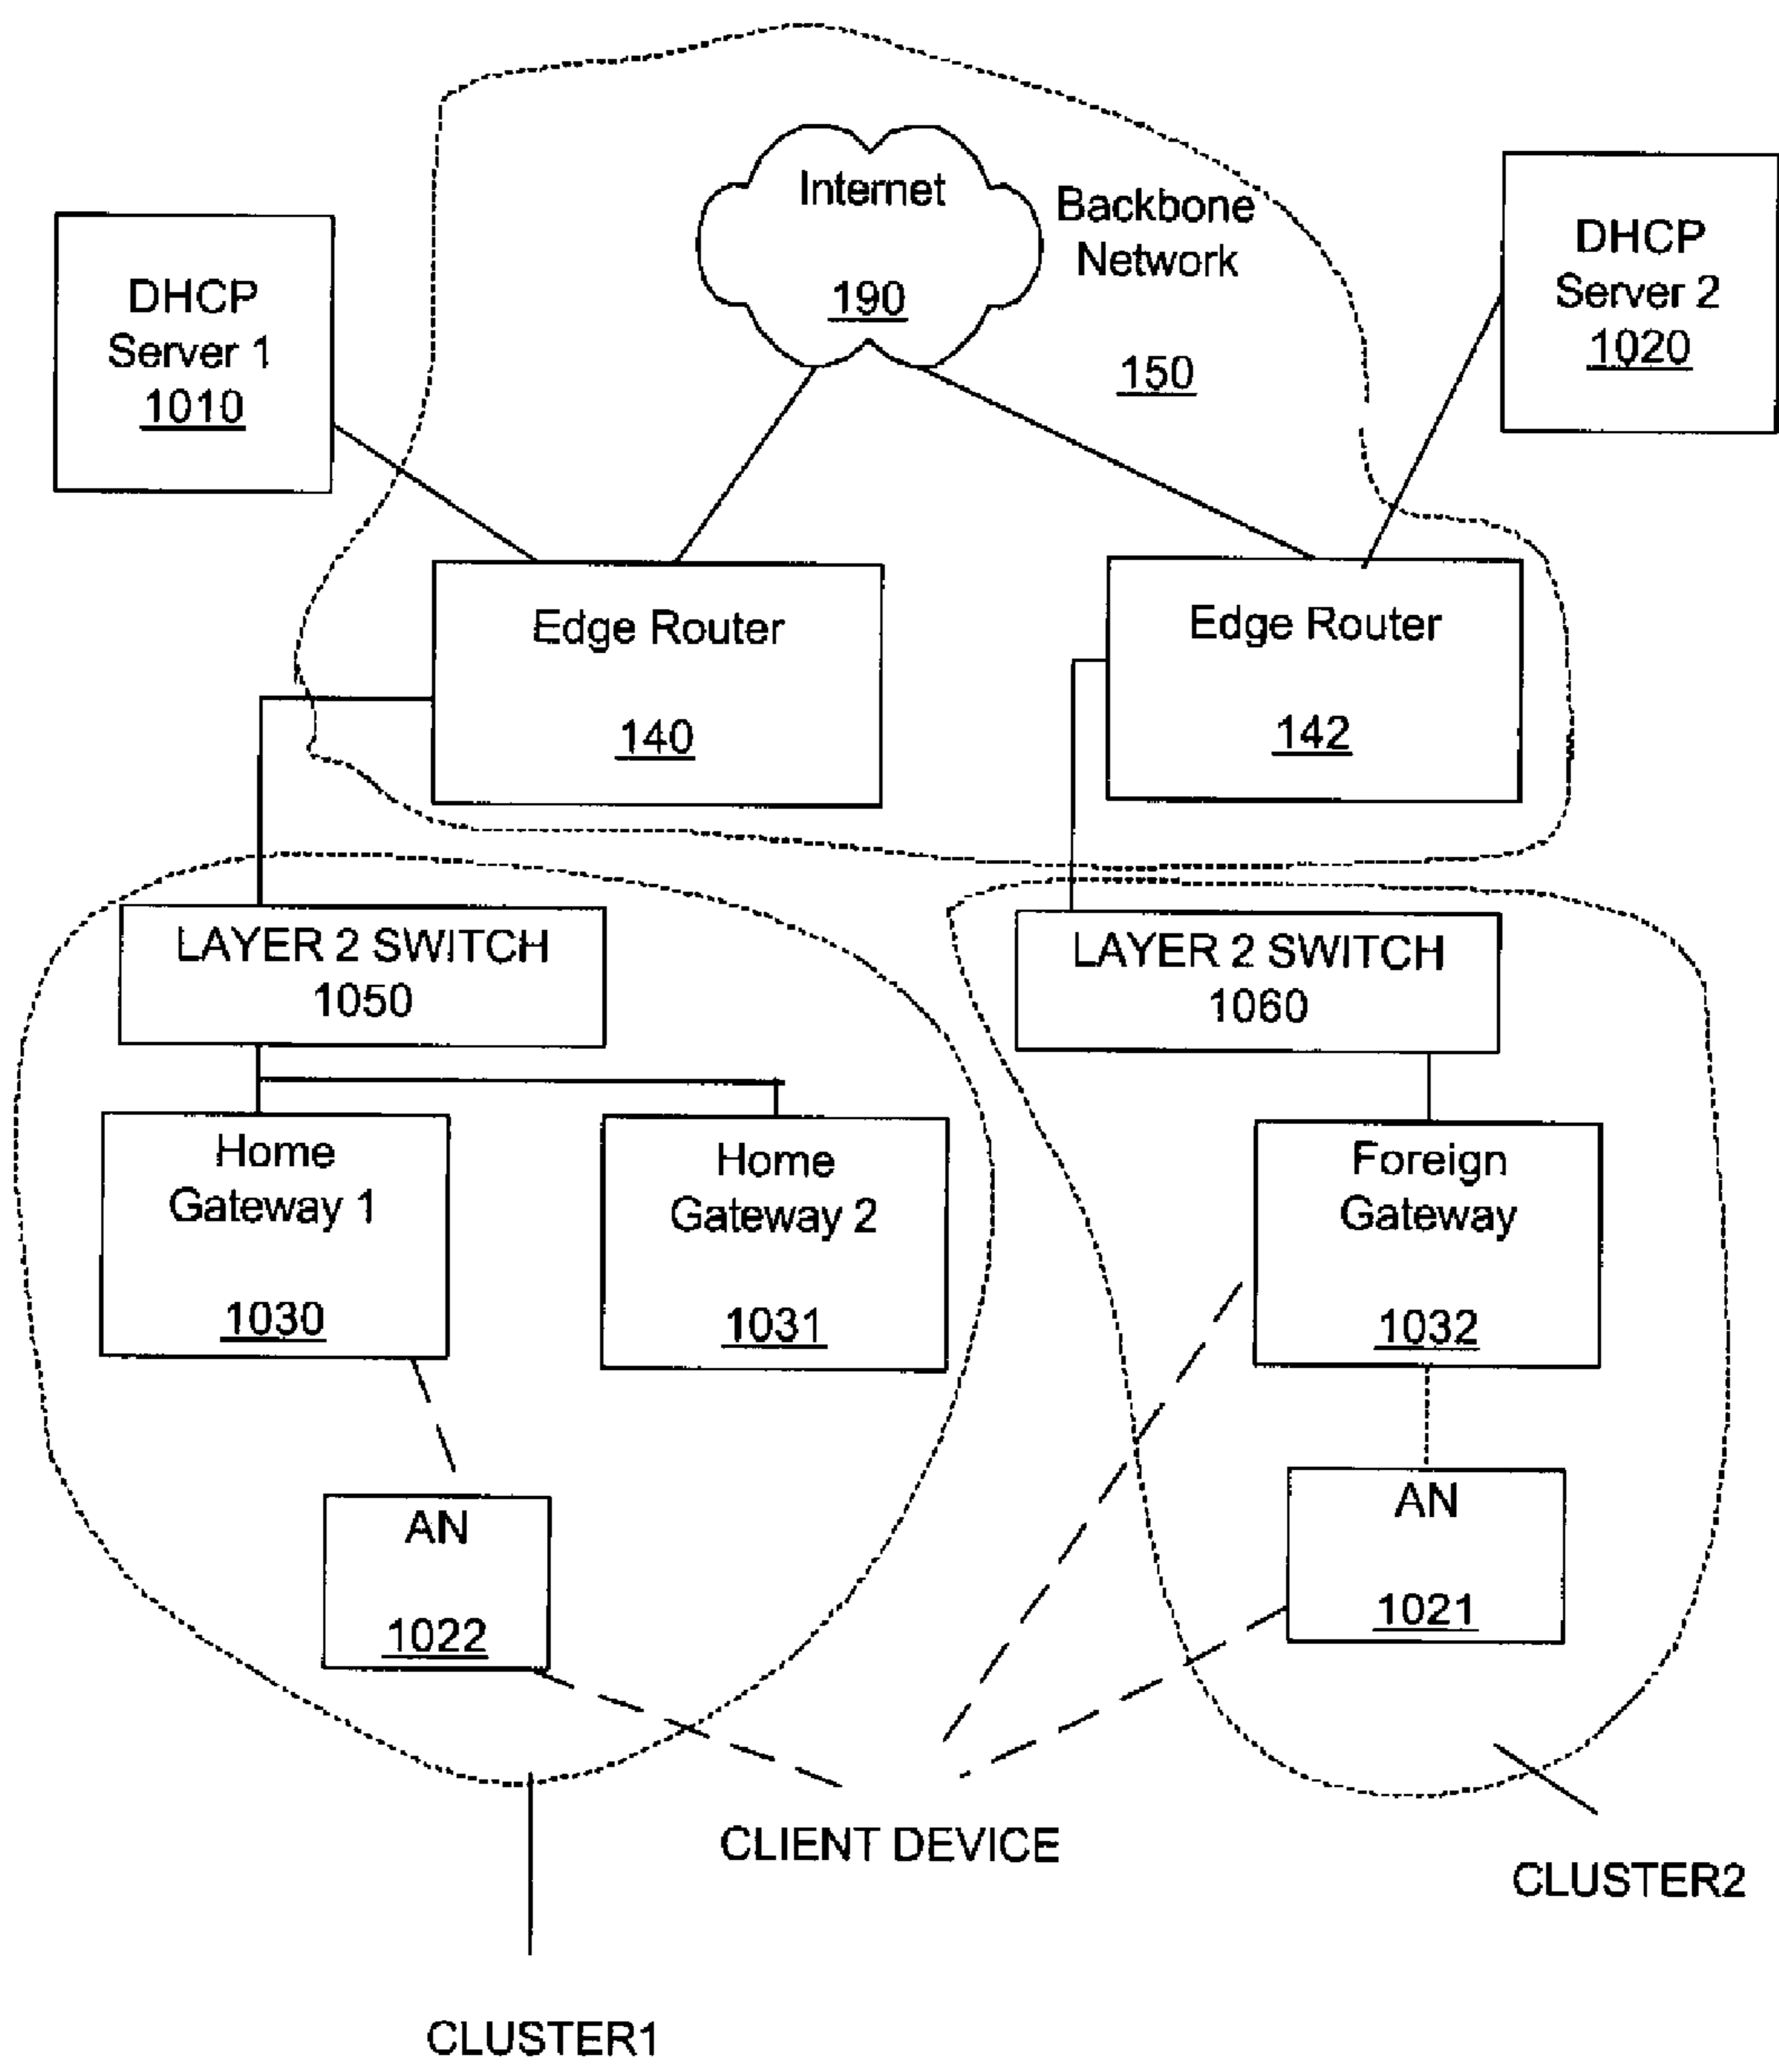 Internet
190
Backbone
Network
150
DHCP
Server 1
1010
DHCP
Server 2
1020
Edge Router
140
Edge Router
142
LAYER 2 SWITCH
1050
LAYER 2 SWITCH
1060
Home
Gateway 1
1030
Home
Gateway 2
1031
Foreign
Gateway
1032
AN
1022
AN
1021
CLIENT DEVICE
CLUSTER2
CLUSTER1